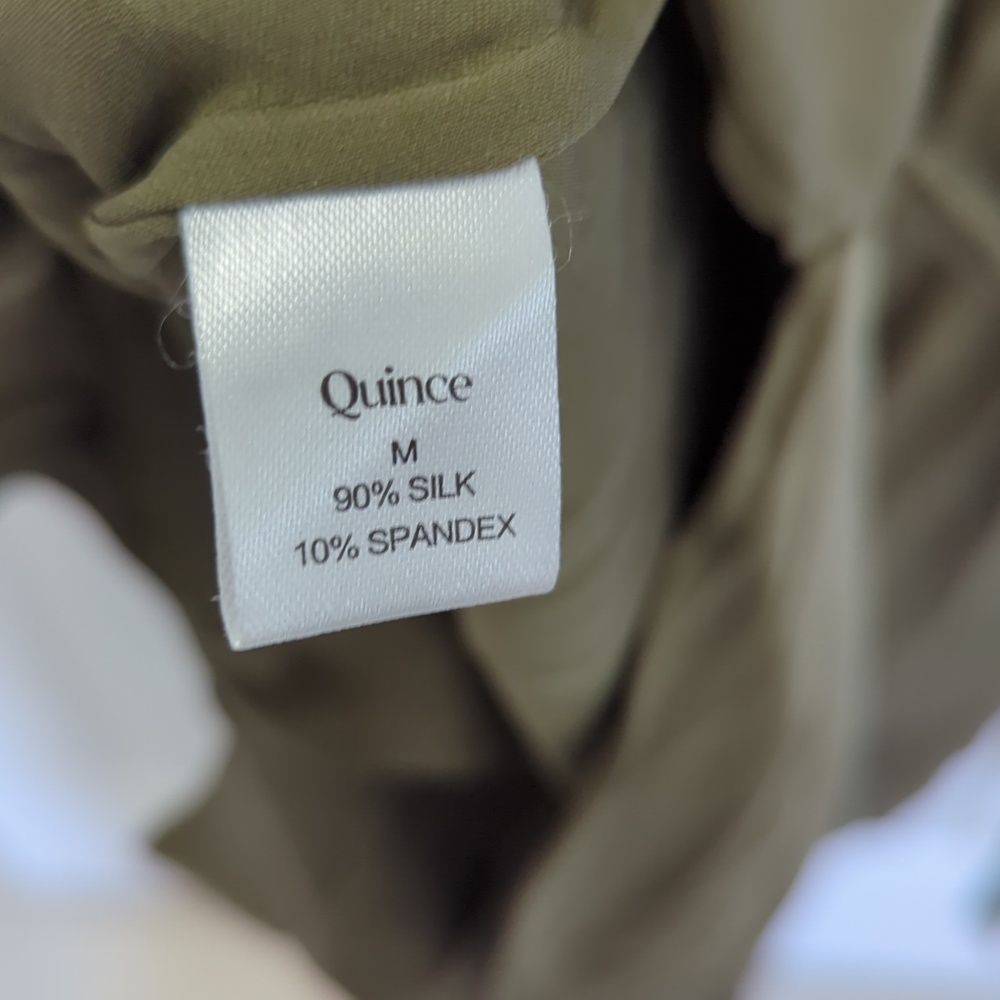 Quince
M
90% SILK
10% SPANDEX